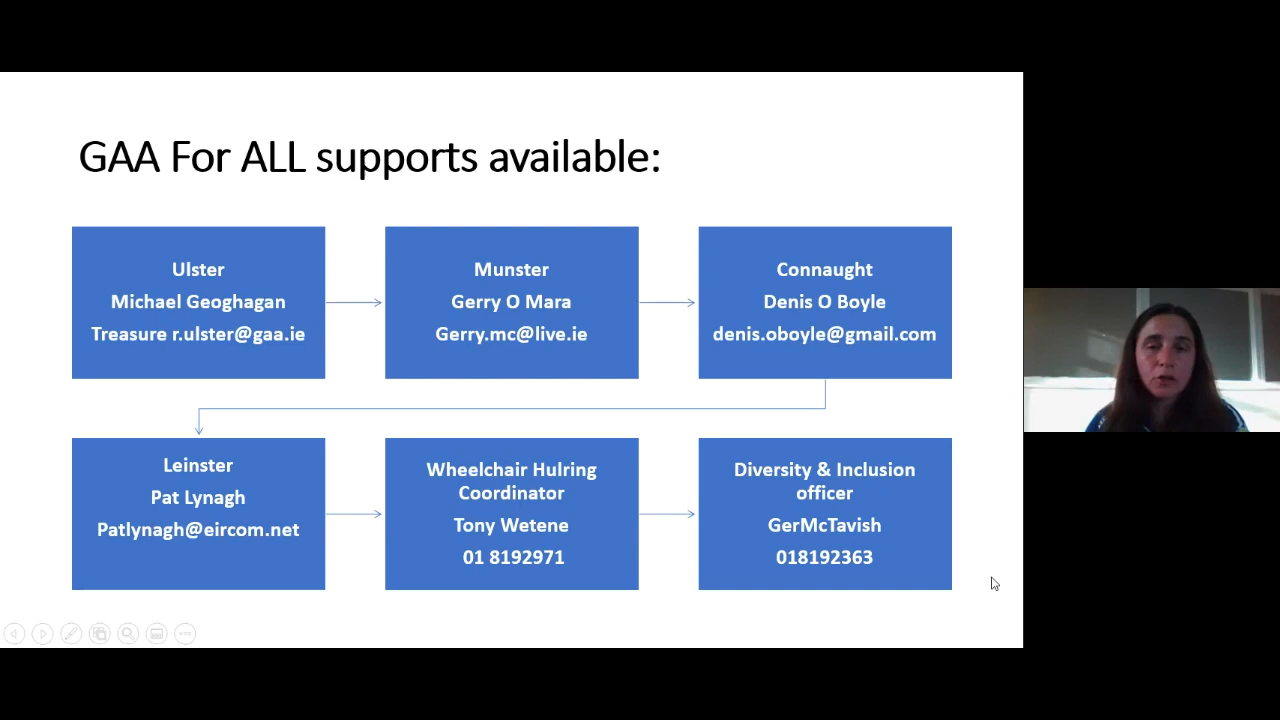 GAA For ALL supports available:
Ulster
Michael Geoghagan
Treasure r.ulster@gaa.ie
Munster
Gerry O Mara
Gerry.mc@live.ie
Connaught
Denis O Boyle
denis.oboyle@gmail.com
Leinster
Pat Lynagh
Patlynagh@eircom.net
Wheelchair Hulring
Coordinator
Tony Wetene
01 8192971
Diversity & Inclusion
officer
GerMcTavish
018192363